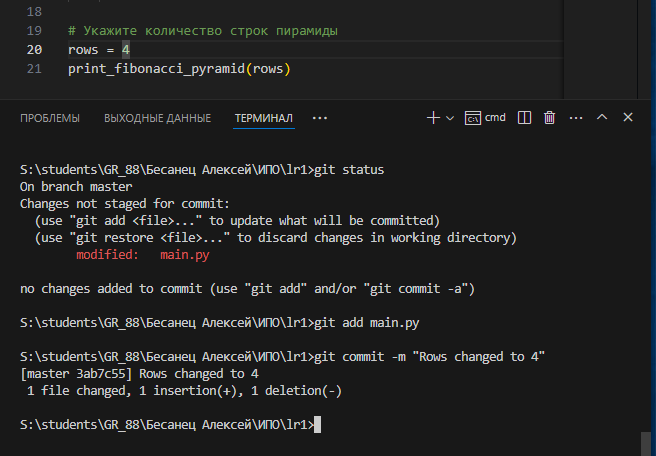 18
19 # Укажите количество строк пирамиды
20 rows = 4
21 print_fibonacci_pyramid(rows)
ПРОБЛЕМЫ ВЫХОДНЫЕ ДАННЫЕ ТЕРМИНАЛ ··· cmd ···
S:\students\GR_88\Бесанец Алексей\ИПО\lr1>git status
On branch master
Changes not staged for commit:
  (use "git add <file>..." to update what will be committed)
  (use "git restore <file>..." to discard changes in working directory)
        modified:   main.py
no changes added to commit (use "git add" and/or "git commit -a")
S:\students\GR_88\Бесанец Алексей\ИПО\lr1>git add main.py
S:\students\GR_88\Бесанец Алексей\ИПО\lr1>git commit -m "Rows changed to 4"
[master 3ab7c55] Rows changed to 4
 1 file changed, 1 insertion(+), 1 deletion(-)
S:\students\GR_88\Бесанец Алексей\ИПО\lr1>